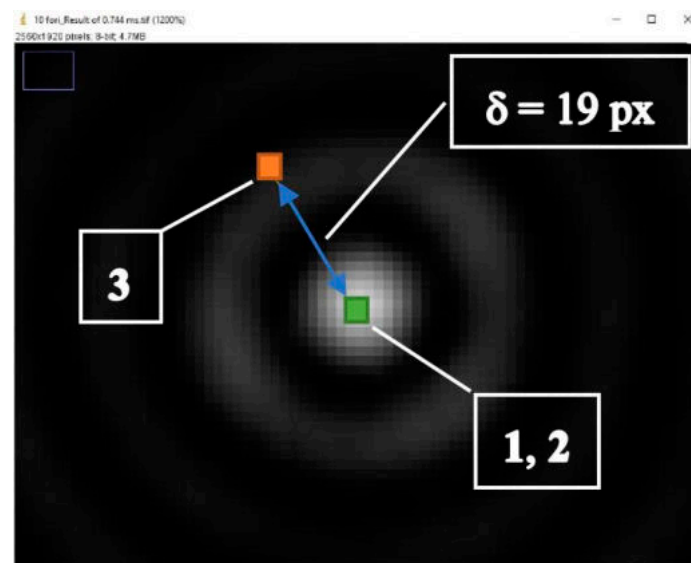 10 fori_Result of 0.744 ms.tif (1200%)
2560x1920 pixels; 8-bit; 4.7MB
δ = 19 px
3
1, 2